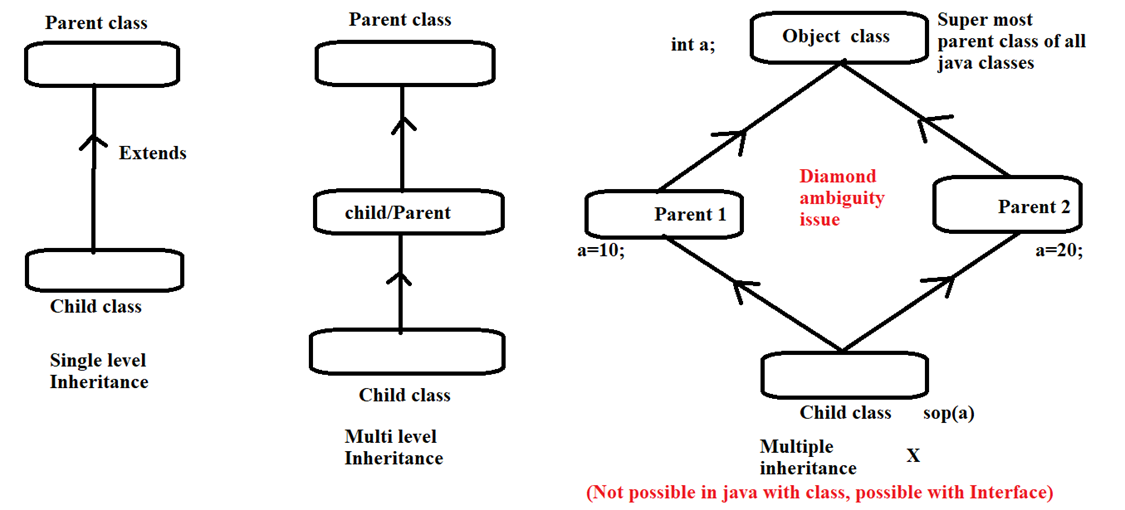 Parent class
Extends
Child class
Single level
Inheritance
Parent class
child/Parent
Child class
Multi level
Inheritance
int a;
Object class
Super most
parent class of all
java classes
Diamond
ambiguity
issue
Parent 1
a=10;
Parent 2
a=20;
Child class
sop(a)
Multiple
inheritance
X
(Not possible in java with class, possible with Interface)